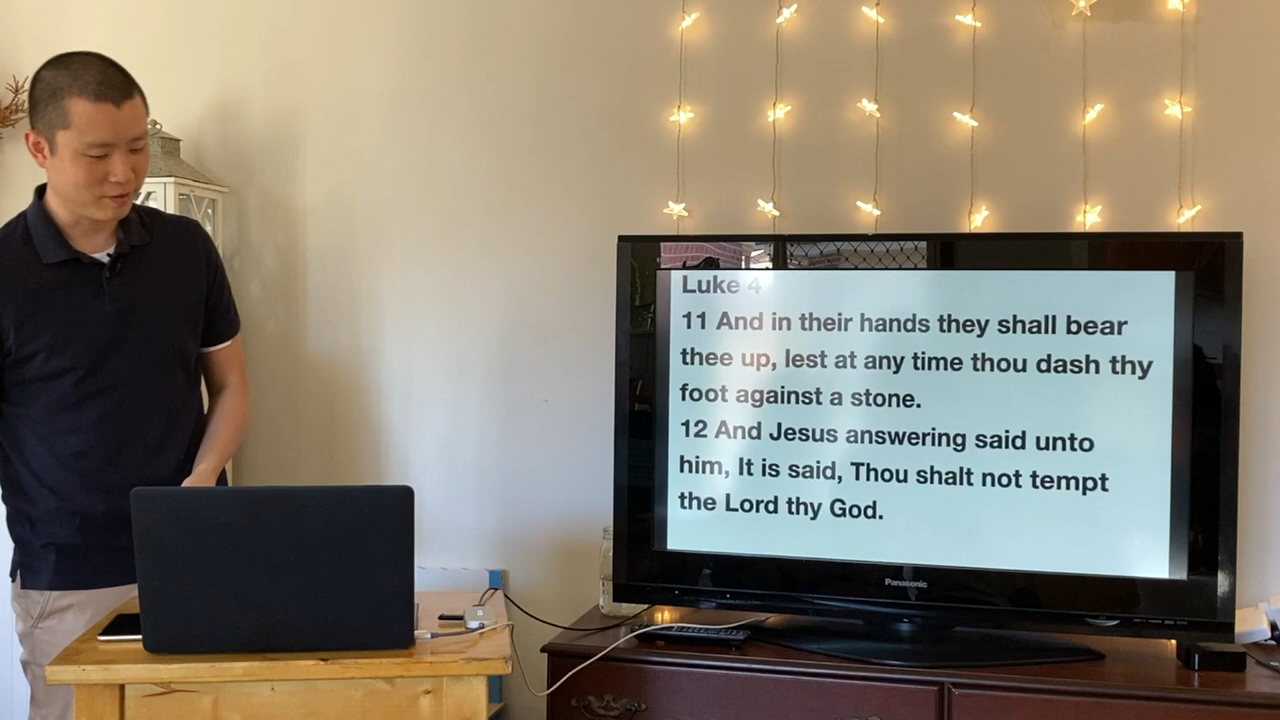 Luke 4
11 And in their hands they shall bear
thee up, lest at any time thou dash thy
foot against a stone.
12 And Jesus answering said unto
him, It is said, Thou shalt not tempt
the Lord thy God.
Panasonic